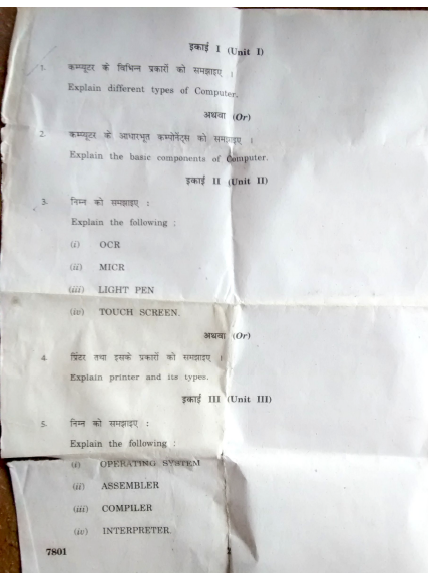 इकाई I (Unit I)
1. कम्प्यूटर के विभिन्न प्रकारों को समझाइए ।
Explain different types of Computer.
अथवा (Or)
2. कम्प्यूटर के आधारभूत कम्पोनेंट्स को समझाइए ।
Explain the basic components of Computer.
इकाई II (Unit II)
3. निम्न को समझाइए :
Explain the following :
(i) OCR
(ii) MICR
(iii) LIGHT PEN
(iv) TOUCH SCREEN.
अथवा (Or)
4. प्रिंटर तथा इसके प्रकारों को समझाइए ।
Explain printer and its types.
इकाई III (Unit III)
5. निम्न को समझाइए :
Explain the following :
(i) OPERATING SYSTEM
(ii) ASSEMBLER
(iii) COMPILER
(iv) INTERPRETER.
7801 2